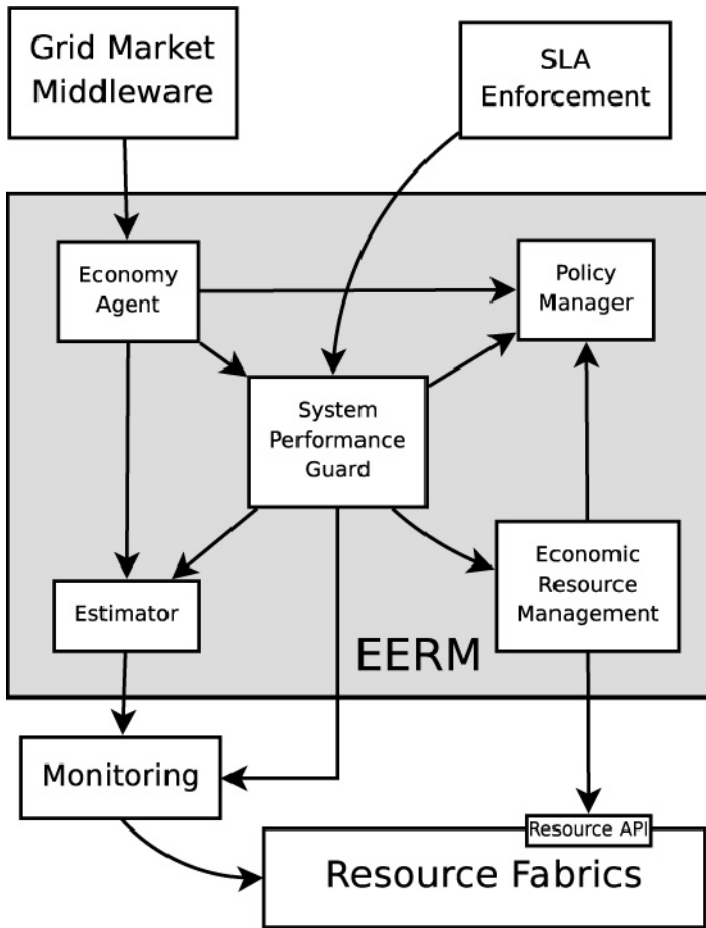 Grid Market
Middleware
SLA
Enforcement
Economy
Agent
Policy
Manager
System
Performance
Guard
Economic
Resource
Management
Estimator
EERM
Monitoring
Resource API
Resource Fabrics